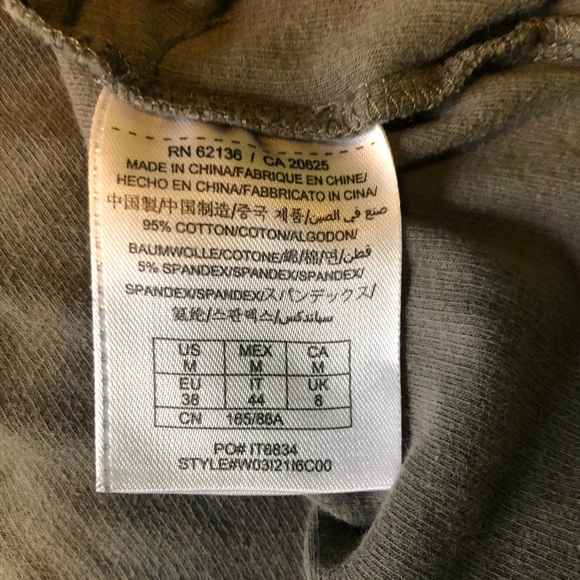 RN 62136 / CA 20625
MADE IN CHINA/FABRIQUE EN CHINE/
HECHO EN CHINA/FABBRICATO IN CINA/
中国製/中国制造/중국 제품/صنع في الصين/
95% COTTON/COTON/ALGODON/
BAUMWOLLE/COTONE/綿/棉/면/قطن/
5% SPANDEX/SPANDEX/SPANDEX/
SPANDEX/SPANDEX/スパンデックス/
氨纶/스판덱스/سباندكس/
US MEX CA
M M M
EU IT UK
38 44 8
CN 165/88A
PO# IT6834
STYLE#W03I21I6C00